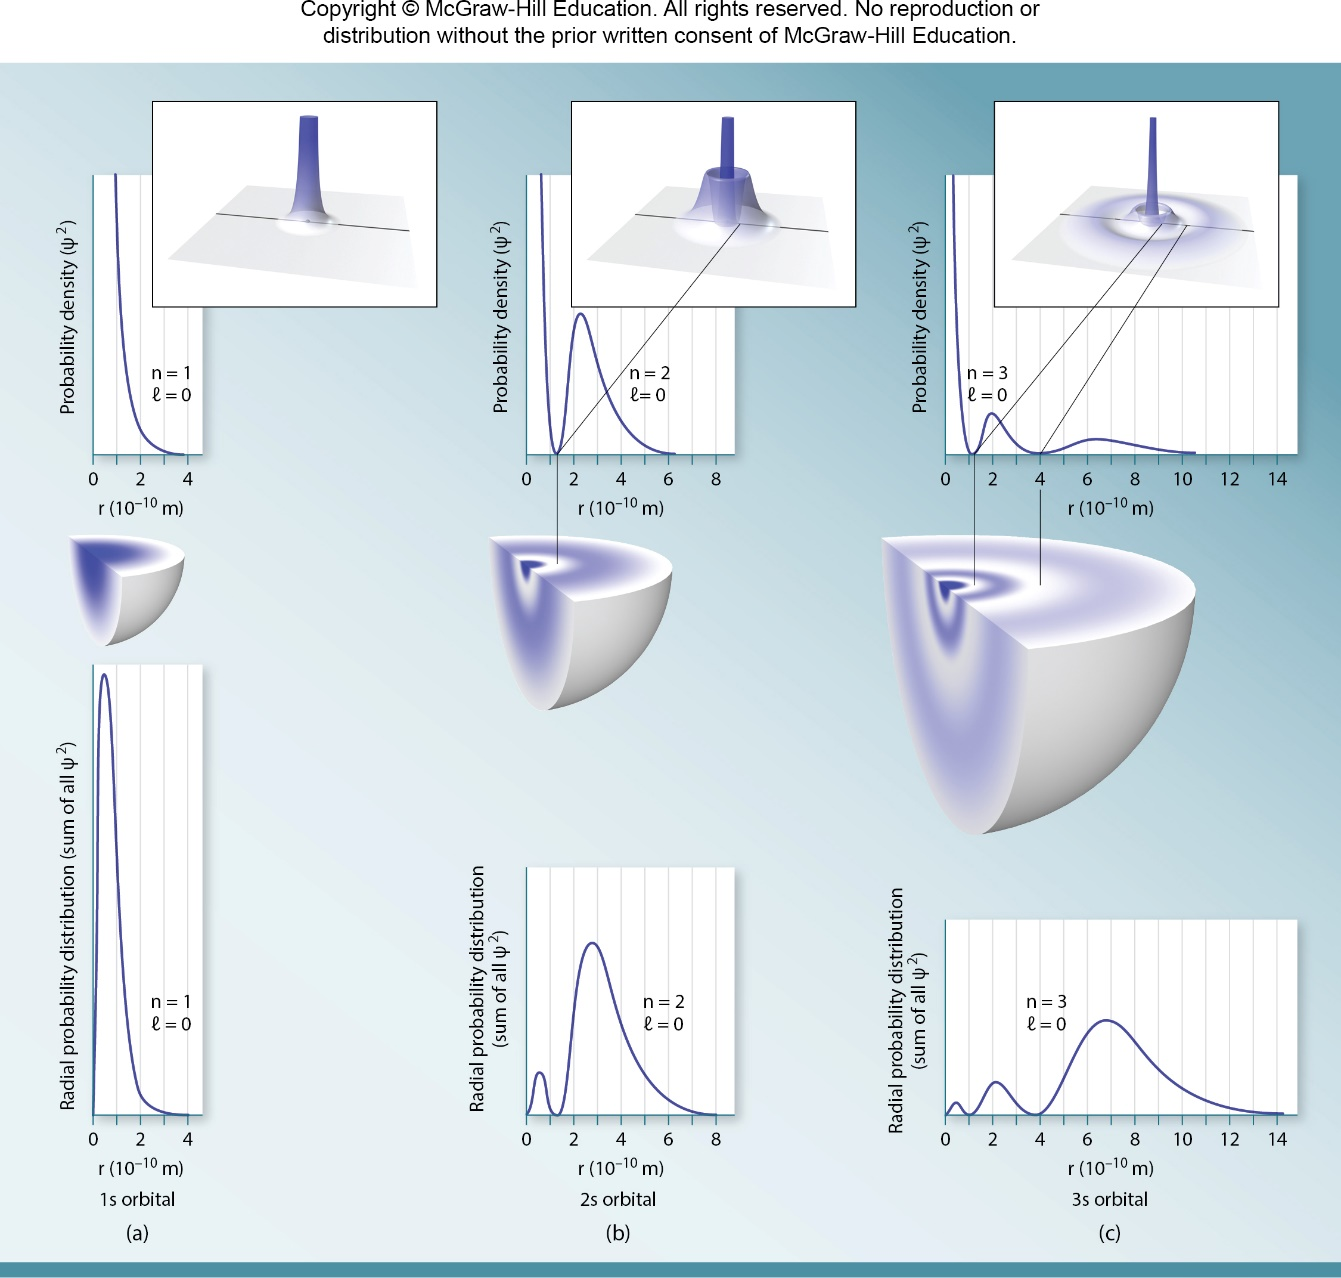 Copyright © McGraw-Hill Education. All rights reserved. No reproduction or
distribution without the prior written consent of McGraw-Hill Education.
Probability density (ψ²)
n = 1
ℓ = 0
0 2 4
r (10⁻¹⁰ m)
Probability density (ψ²)
n = 2
ℓ= 0
0 2 4 6 8
r (10⁻¹⁰ m)
Probability density (ψ²)
n = 3
ℓ = 0
0 2 4 6 8 10 12 14
r (10⁻¹⁰ m)
Radial probability distribution (sum of all ψ²)
n = 1
ℓ = 0
0 2 4
r (10⁻¹⁰ m)
1s orbital
(a)
Radial probability distribution
(sum of all ψ²)
n = 2
ℓ = 0
0 2 4 6 8
r (10⁻¹⁰ m)
2s orbital
(b)
Radial probability distribution
(sum of all ψ²)
n = 3
ℓ = 0
0 2 4 6 8 10 12 14
r (10⁻¹⁰ m)
3s orbital
(c)